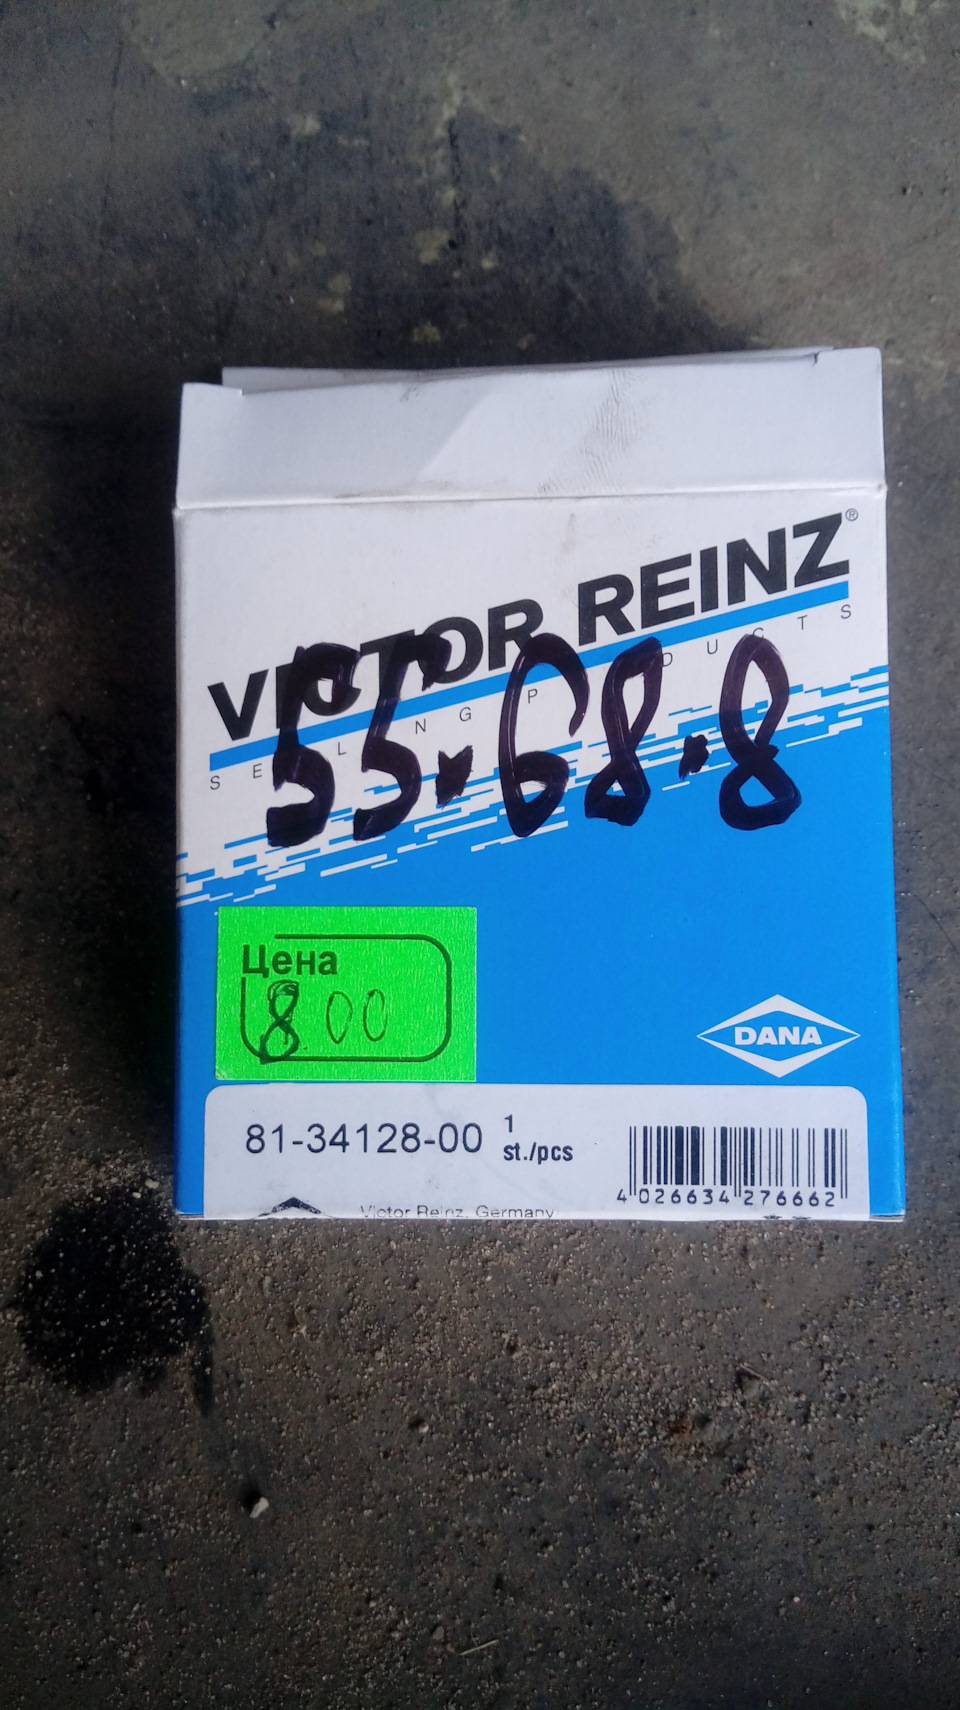 VICTOR REINZ®
SEALING PRODUCTS
55.68.8
Цена
8.00
DANA
81-34128-00
1
st./pcs
4 026634 276662
Victor Reinz, Germany